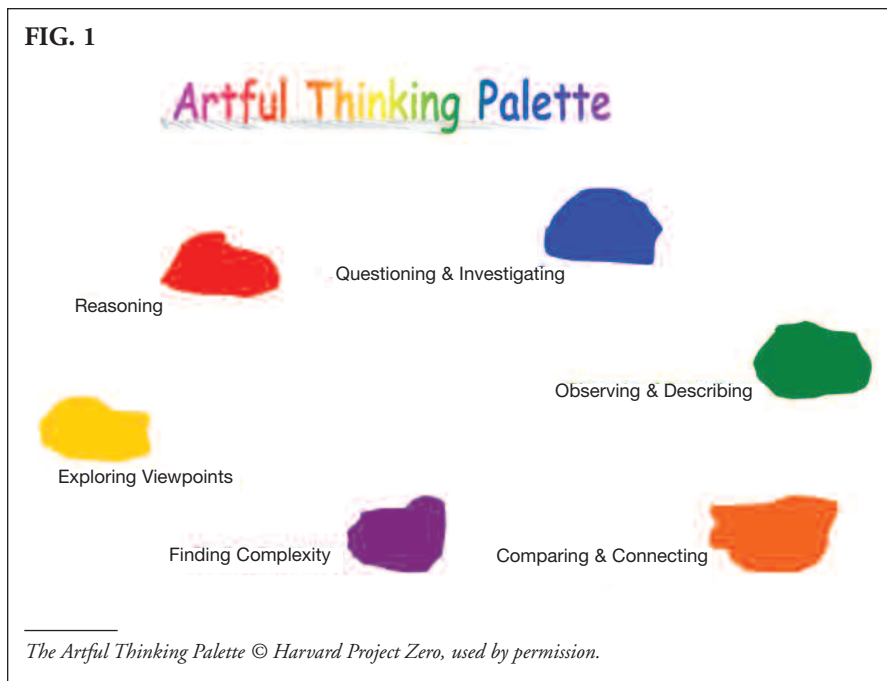 FIG. 1
Artful Thinking Palette
Questioning & Investigating
Reasoning
Observing & Describing
Exploring Viewpoints
Finding Complexity
Comparing & Connecting
The Artful Thinking Palette © Harvard Project Zero, used by permission.